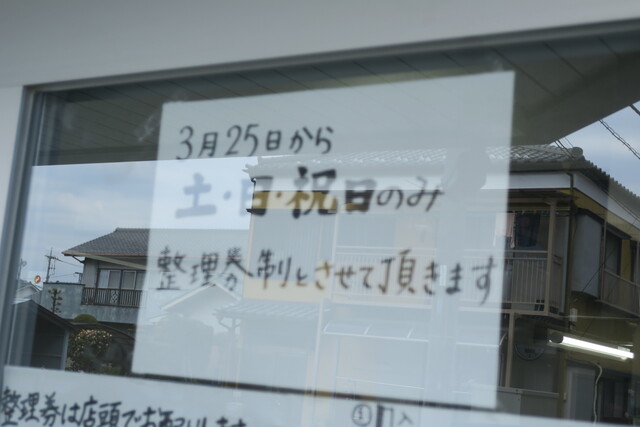 3月25日から
土・日・祝日のみ
整理券制とさせて頂きます
整理券は店頭でお配りします
①